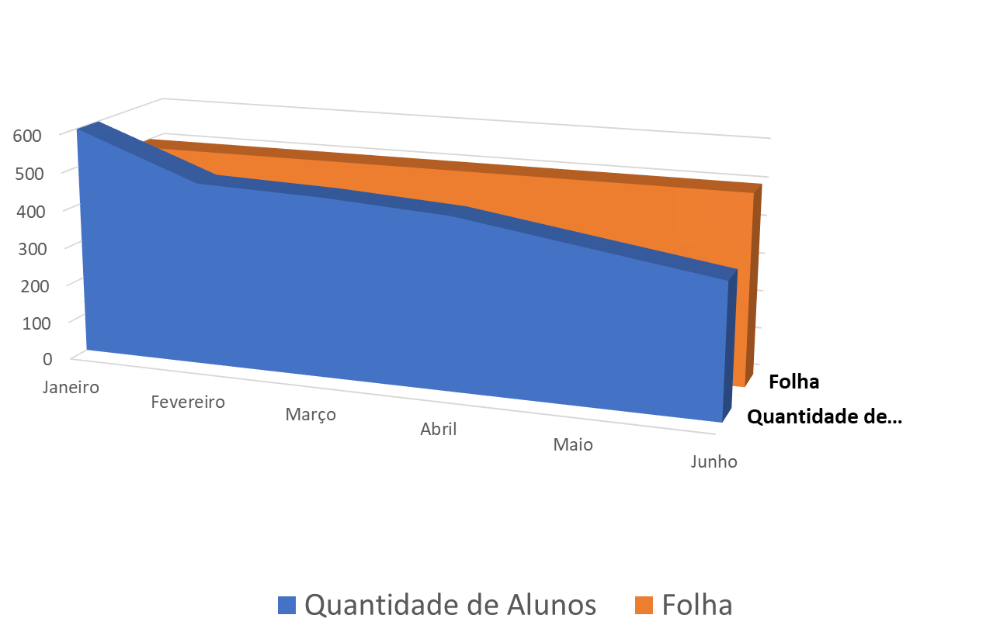 600
500
400
300
200
100
0
Janeiro
Fevereiro
Março
Abril
Maio
Junho
Folha
Quantidade de...
Quantidade de Alunos
Folha